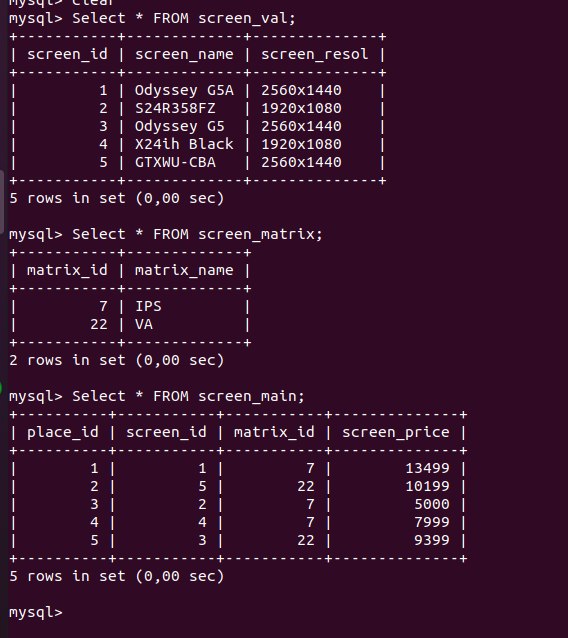 mysql> Clear
mysql> Select * FROM screen_val;
+-----------+-------------+--------------+
| screen_id | screen_name | screen_resol |
+-----------+-------------+--------------+
|         1 | Odyssey G5A | 2560x1440    |
|         2 | S24R358FZ   | 1920x1080    |
|         3 | Odyssey G5  | 2560x1440    |
|         4 | X24ih Black | 1920x1080    |
|         5 | GTXWU-CBA   | 2560x1440    |
+-----------+-------------+--------------+
5 rows in set (0,00 sec)
mysql> Select * FROM screen_matrix;
+-----------+-------------+
| matrix_id | matrix_name |
+-----------+-------------+
|         7 | IPS         |
|        22 | VA          |
+-----------+-------------+
2 rows in set (0,00 sec)
mysql> Select * FROM screen_main;
+----------+-----------+-----------+--------------+
| place_id | screen_id | matrix_id | screen_price |
+----------+-----------+-----------+--------------+
|        1 |         1 |         7 |        13499 |
|        2 |         5 |        22 |        10199 |
|        3 |         2 |         7 |         5000 |
|        4 |         4 |         7 |         7999 |
|        5 |         3 |        22 |         9399 |
+----------+-----------+-----------+--------------+
5 rows in set (0,00 sec)
mysql>